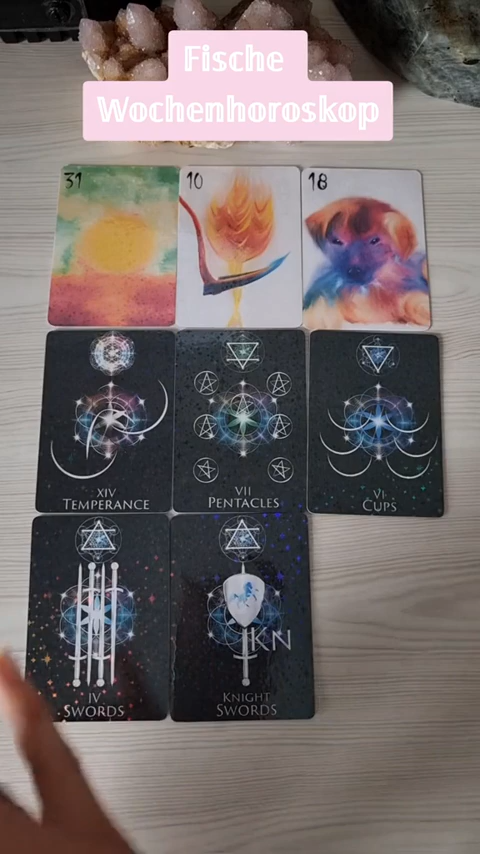 Fische
Wochenhoroskop
31
10
18
XIV
TEMPERANCE
VII
PENTACLES
VI
CUPS
IV
SWORDS
KN
KNIGHT
SWORDS